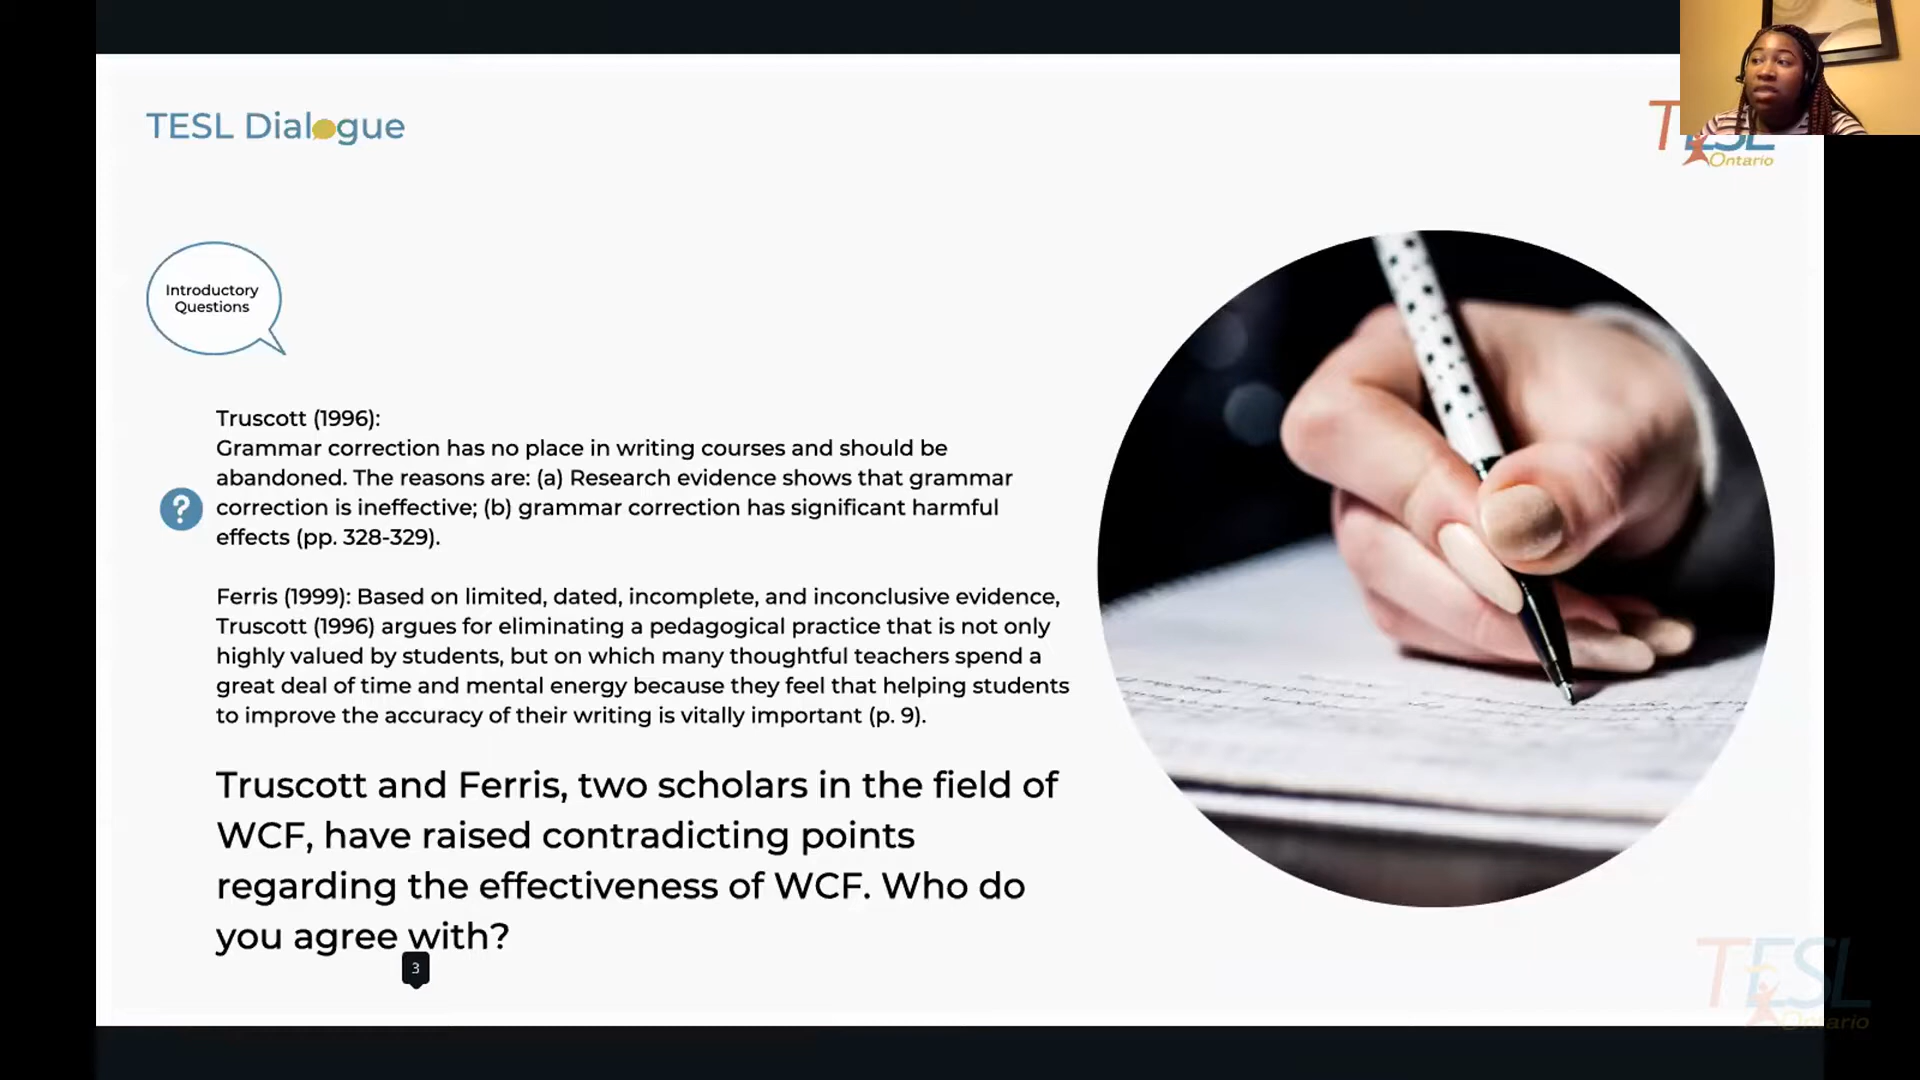 TESL Dialogue
TESL
Ontario
Introductory
Questions
Truscott (1996):
Grammar correction has no place in writing courses and should be
abandoned. The reasons are: (a) Research evidence shows that grammar
correction is ineffective; (b) grammar correction has significant harmful
effects (pp. 328-329).
?
Ferris (1999): Based on limited, dated, incomplete, and inconclusive evidence,
Truscott (1996) argues for eliminating a pedagogical practice that is not only
highly valued by students, but on which many thoughtful teachers spend a
great deal of time and mental energy because they feel that helping students
to improve the accuracy of their writing is vitally important (p. 9).
Truscott and Ferris, two scholars in the field of
WCF, have raised contradicting points
regarding the effectiveness of WCF. Who do
you agree with?
3
TESL
Ontario